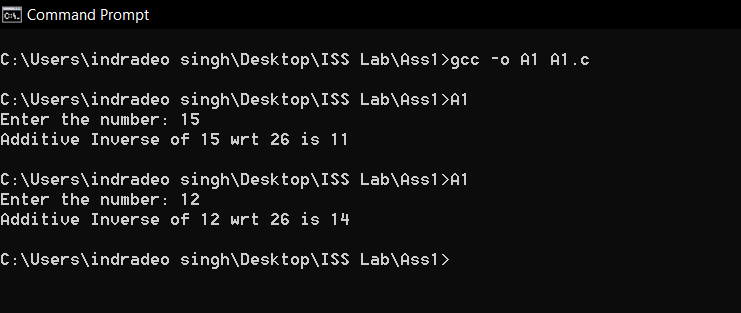 Command Prompt
C:\Users\indradeo singh\Desktop\ISS Lab\Ass1>gcc -o A1 A1.c
C:\Users\indradeo singh\Desktop\ISS Lab\Ass1>A1
Enter the number: 15
Additive Inverse of 15 wrt 26 is 11
C:\Users\indradeo singh\Desktop\ISS Lab\Ass1>A1
Enter the number: 12
Additive Inverse of 12 wrt 26 is 14
C:\Users\indradeo singh\Desktop\ISS Lab\Ass1>